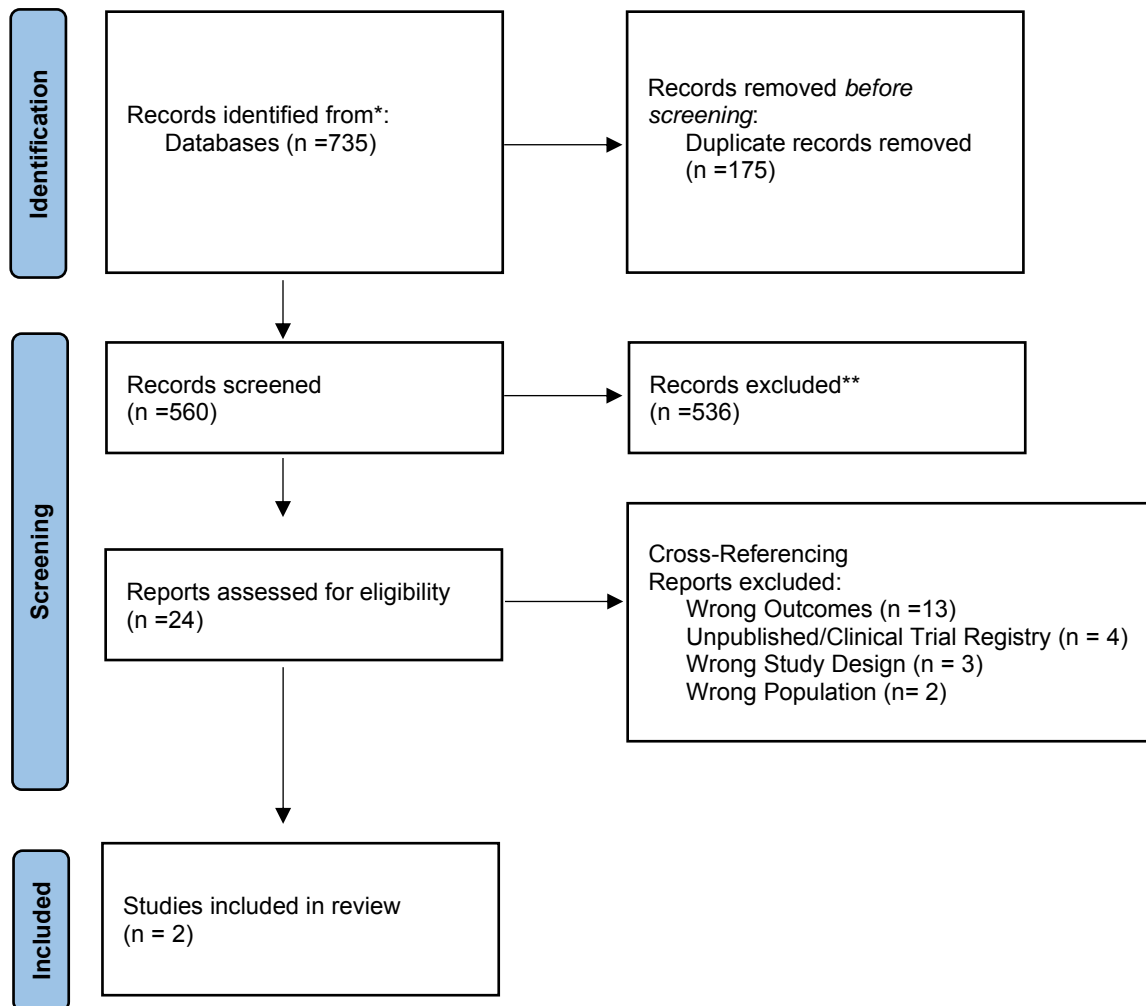 Identification
Records identified from*:
Databases (n =735)
Records removed before
screening:
Duplicate records removed
(n =175)
Screening
Records screened
(n =560)
Records excluded**
(n =536)
Reports assessed for eligibility
(n =24)
Cross-Referencing
Reports excluded:
Wrong Outcomes (n =13)
Unpublished/Clinical Trial Registry (n = 4)
Wrong Study Design (n = 3)
Wrong Population (n= 2)
Included
Studies included in review
(n = 2)